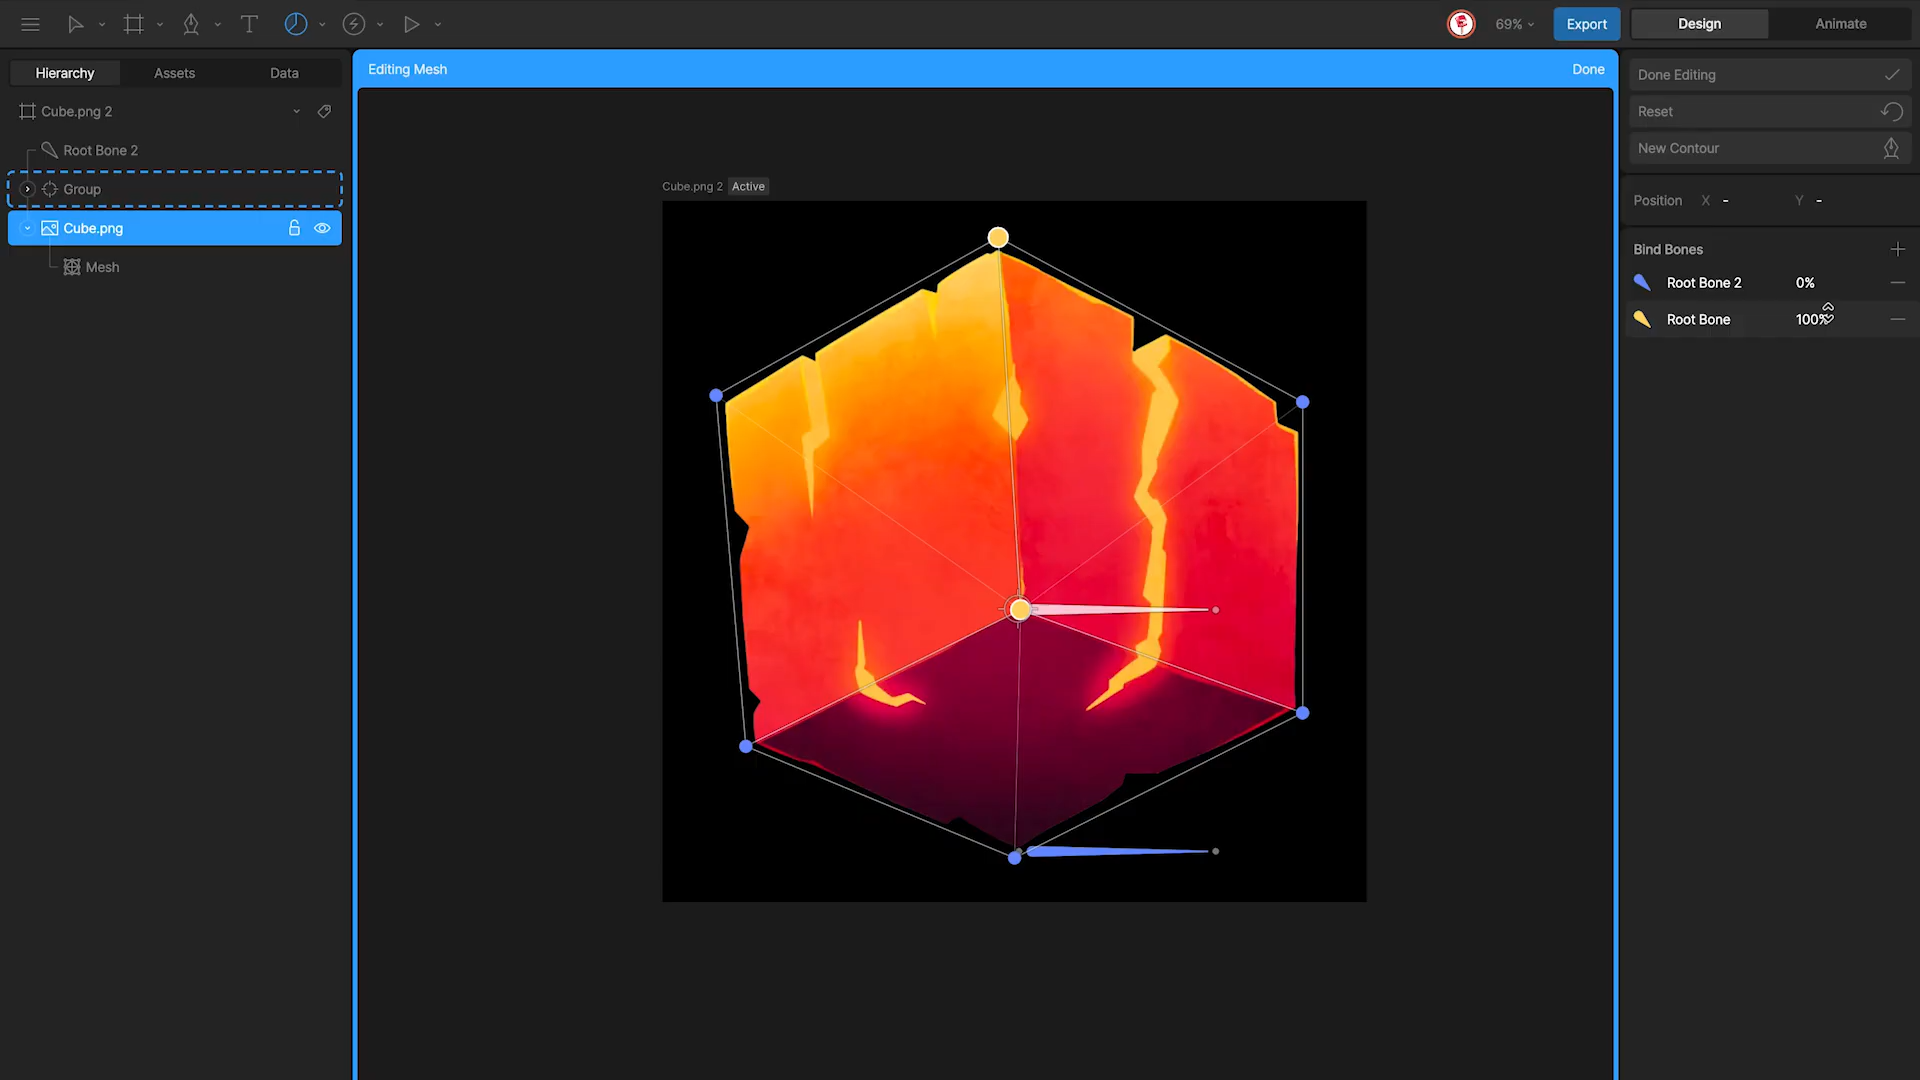 69%
Export
Design
Animate
Hierarchy
Assets
Data
Editing Mesh
Done
Done Editing
Cube.png 2
Reset
Root Bone 2
New Contour
Group
Cube.png 2 Active
Position X - Y -
Cube.png
Bind Bones
Mesh
Root Bone 2 0%
Root Bone 100%